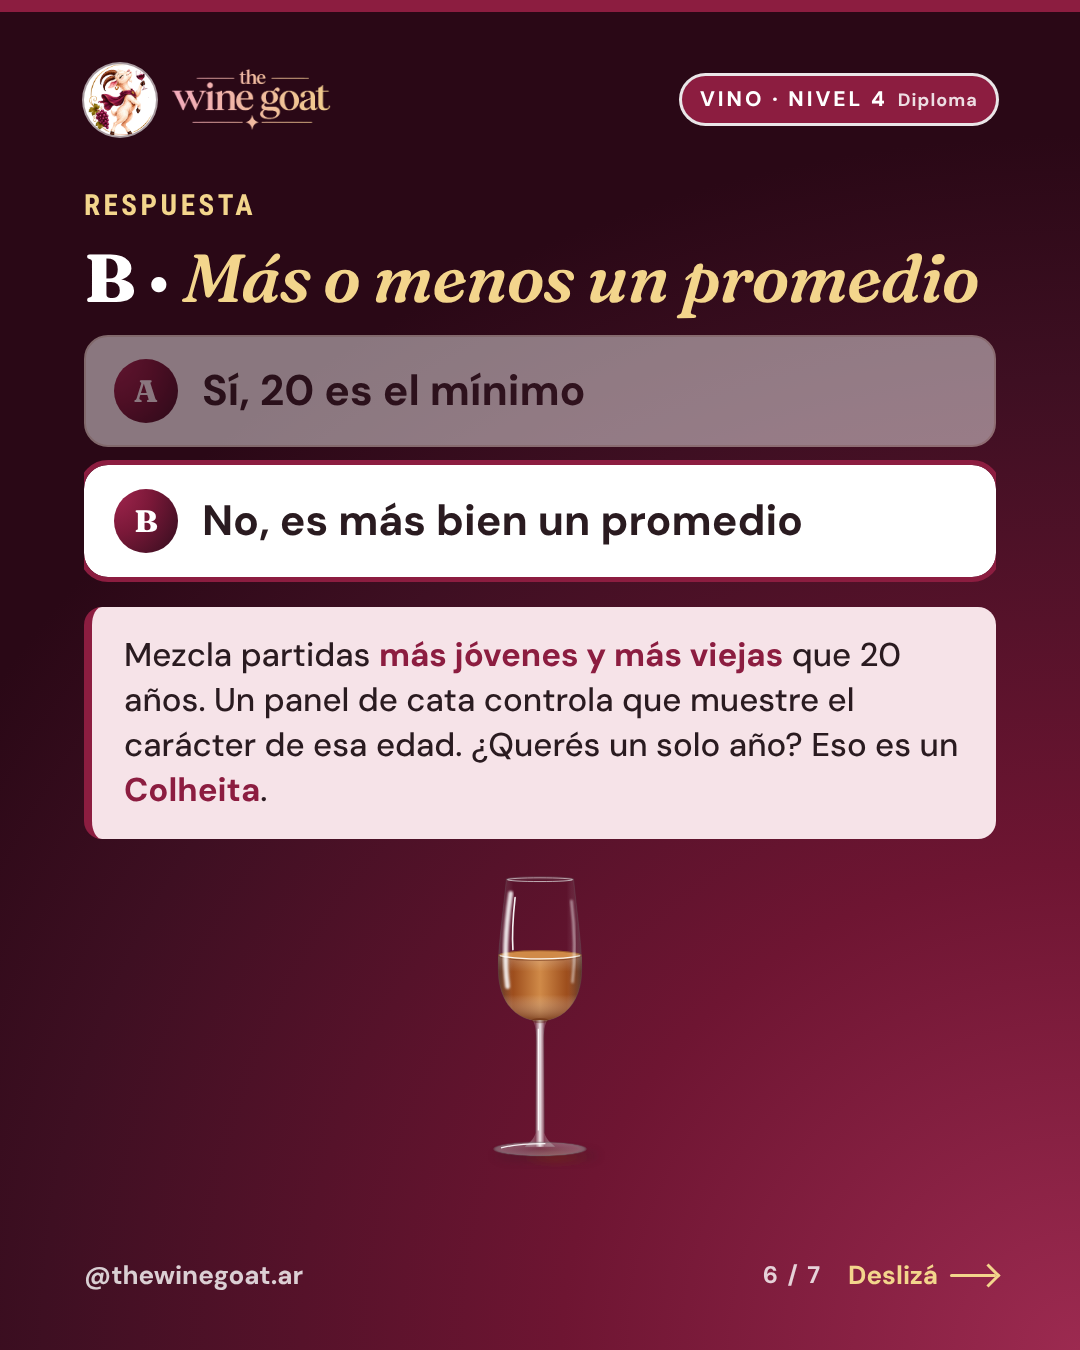 the
wine goat
VINO · NIVEL 4 Diploma
RESPUESTA
B · Más o menos un promedio
A Sí, 20 es el mínimo
B No, es más bien un promedio
Mezcla partidas más jóvenes y más viejas que 20
años. Un panel de cata controla que muestre el
carácter de esa edad. ¿Querés un solo año? Eso es un
Colheita.
@thewinegoat.ar
6 / 7 Deslizá